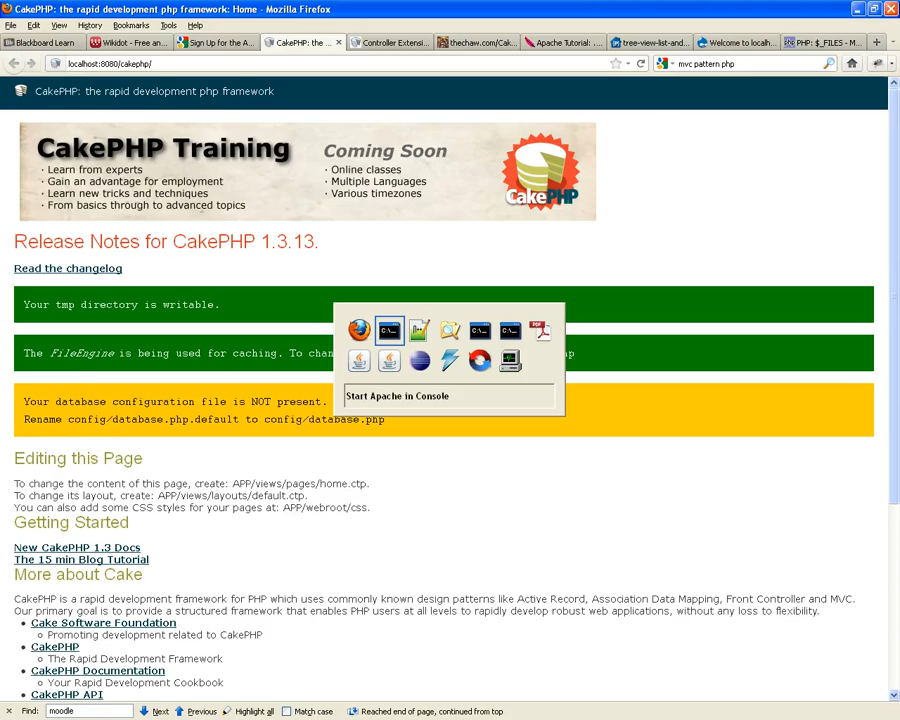 CakePHP: the rapid development php framework: Home - Mozilla Firefox
File Edit View History Bookmarks Tools Help
Blackboard Learn
Wikidot - Free an...
Sign Up for the A...
CakePHP: the ...
Controller Extensi...
thechaw.com/Cak...
Apache Tutorial: ...
tree-view-list-and...
Welcome to localh...
PHP: $_FILES - M...
localhost:8080/cakephp/
mvc pattern php
CakePHP: the rapid development php framework
CakePHP Training
· Learn from experts
· Gain an advantage for employment
· Learn new tricks and techniques
· From basics through to advanced topics
Coming Soon
· Online classes
· Multiple Languages
· Various timezones
CakePHP
Release Notes for CakePHP 1.3.13.
Read the changelog
Your tmp directory is writable.
The FileEngine is being used for caching. To chan
p
Your database configuration file is NOT present.
Rename config/database.php.default to config/database.php
C:\...
C:\...
C:\...
PDF
Start Apache in Console
Editing this Page
To change the content of this page, create: APP/views/pages/home.ctp.
To change its layout, create: APP/views/layouts/default.ctp.
You can also add some CSS styles for your pages at: APP/webroot/css.
Getting Started
New CakePHP 1.3 Docs
The 15 min Blog Tutorial
More about Cake
CakePHP is a rapid development framework for PHP which uses commonly known design patterns like Active Record, Association Data Mapping, Front Controller and MVC.
Our primary goal is to provide a structured framework that enables PHP users at all levels to rapidly develop robust web applications, without any loss to flexibility.
• Cake Software Foundation
○ Promoting development related to CakePHP
• CakePHP
○ The Rapid Development Framework
• CakePHP Documentation
○ Your Rapid Development Cookbook
• CakePHP API
Find: moodle Next Previous Highlight all Match case Reached end of page, continued from top